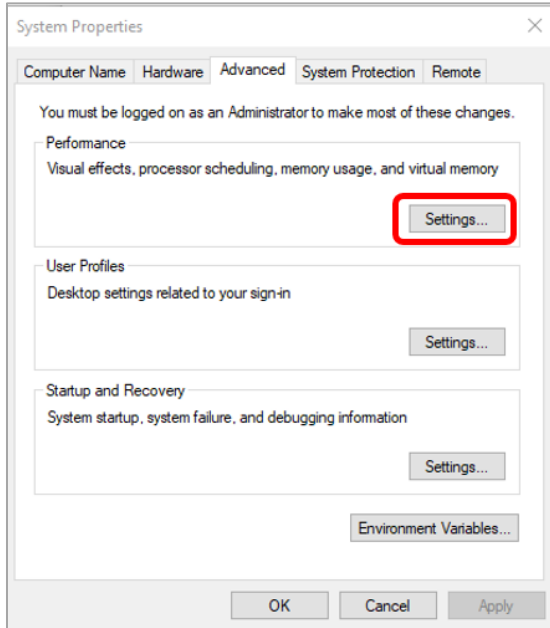 System Properties
Computer Name Hardware Advanced System Protection Remote
You must be logged on as an Administrator to make most of these changes.
Performance
Visual effects, processor scheduling, memory usage, and virtual memory
Settings...
User Profiles
Desktop settings related to your sign-in
Settings...
Startup and Recovery
System startup, system failure, and debugging information
Settings...
Environment Variables...
OK Cancel Apply